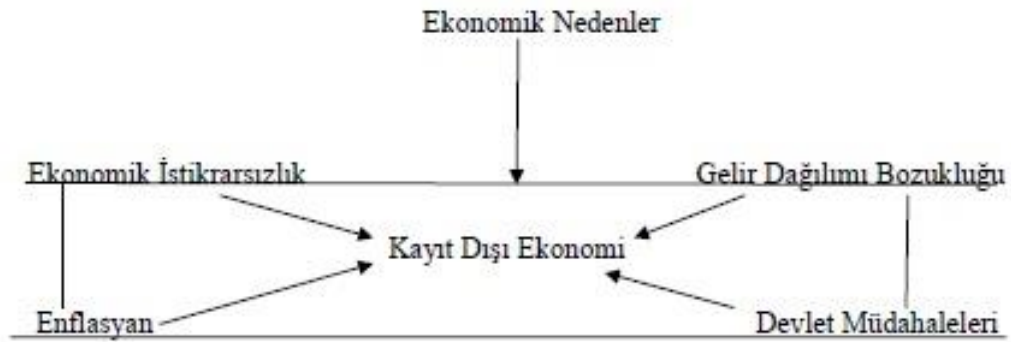 Ekonomik Nedenler
Ekonomik İstikrarsızlık Gelir Dağılımı Bozukluğu
Kayıt Dışı Ekonomi
Enflasyan Devlet Müdahaleleri